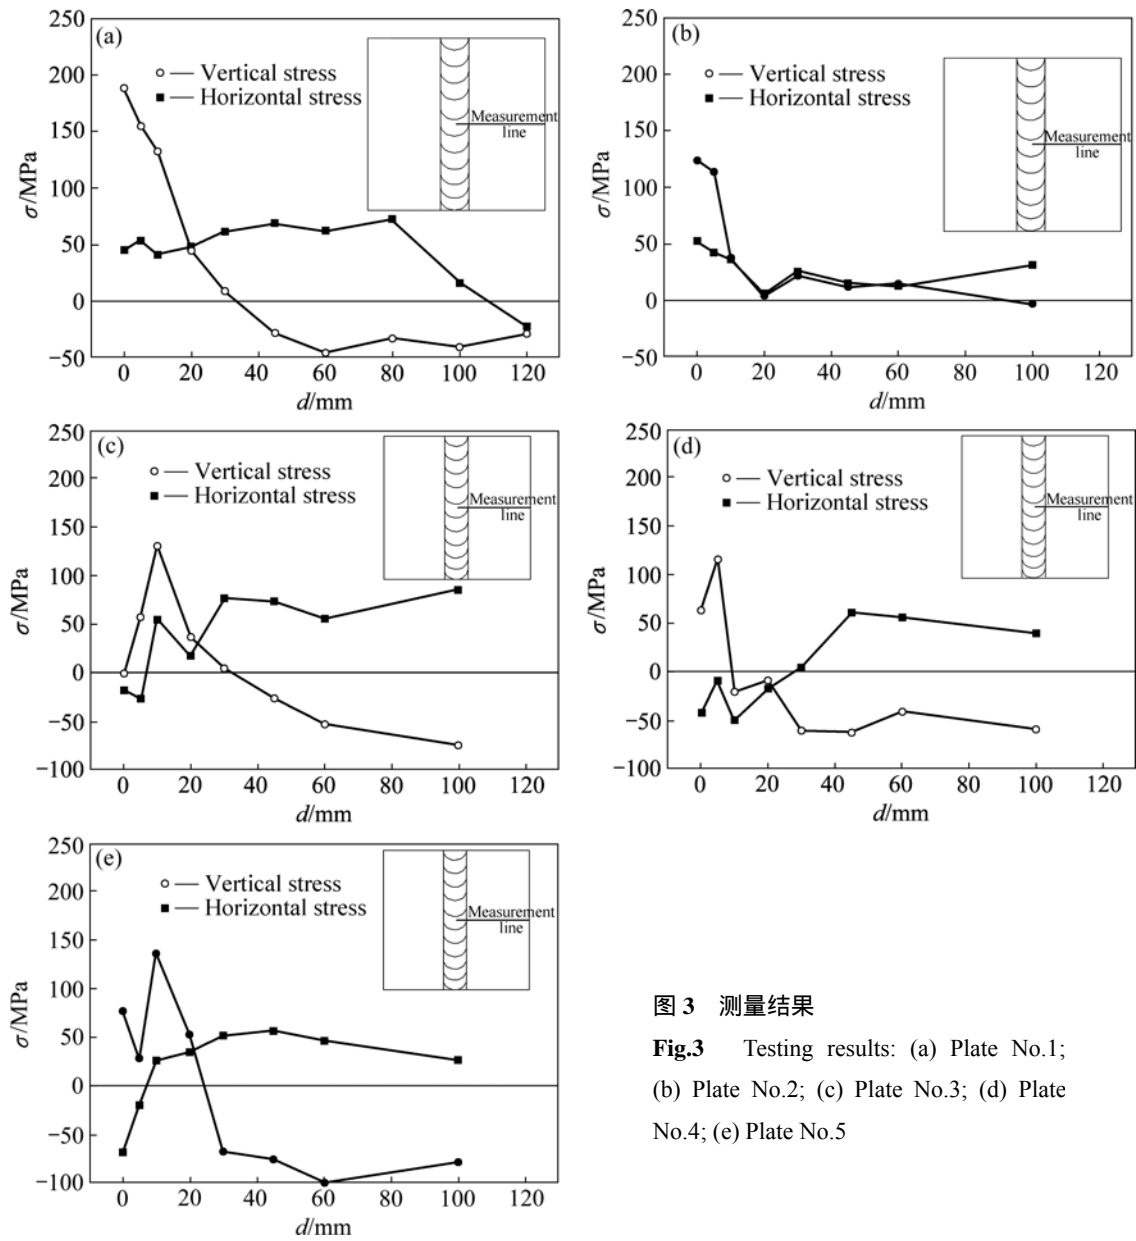 (a)
250
200
150
100
50
0
−50
σ/MPa
Vertical stress
Horizontal stress
Measurement
line
0 20 40 60 80 100 120
d/mm
(b)
250
200
150
100
50
0
−50
σ/MPa
Vertical stress
Horizontal stress
Measurement
line
0 20 40 60 80 100 120
d/mm
(c)
250
200
150
100
50
0
−50
−100
σ/MPa
Vertical stress
Horizontal stress
Measurement
line
0 20 40 60 80 100 120
d/mm
(d)
250
200
150
100
50
0
−50
−100
σ/MPa
Vertical stress
Horizontal stress
Measurement
line
0 20 40 60 80 100 120
d/mm
(e)
250
200
150
100
50
0
−50
−100
σ/MPa
Vertical stress
Horizontal stress
Measurement
line
0 20 40 60 80 100 120
d/mm
图 3 测量结果
Fig.3 Testing results: (a) Plate No.1;
(b) Plate No.2; (c) Plate No.3; (d) Plate
No.4; (e) Plate No.5